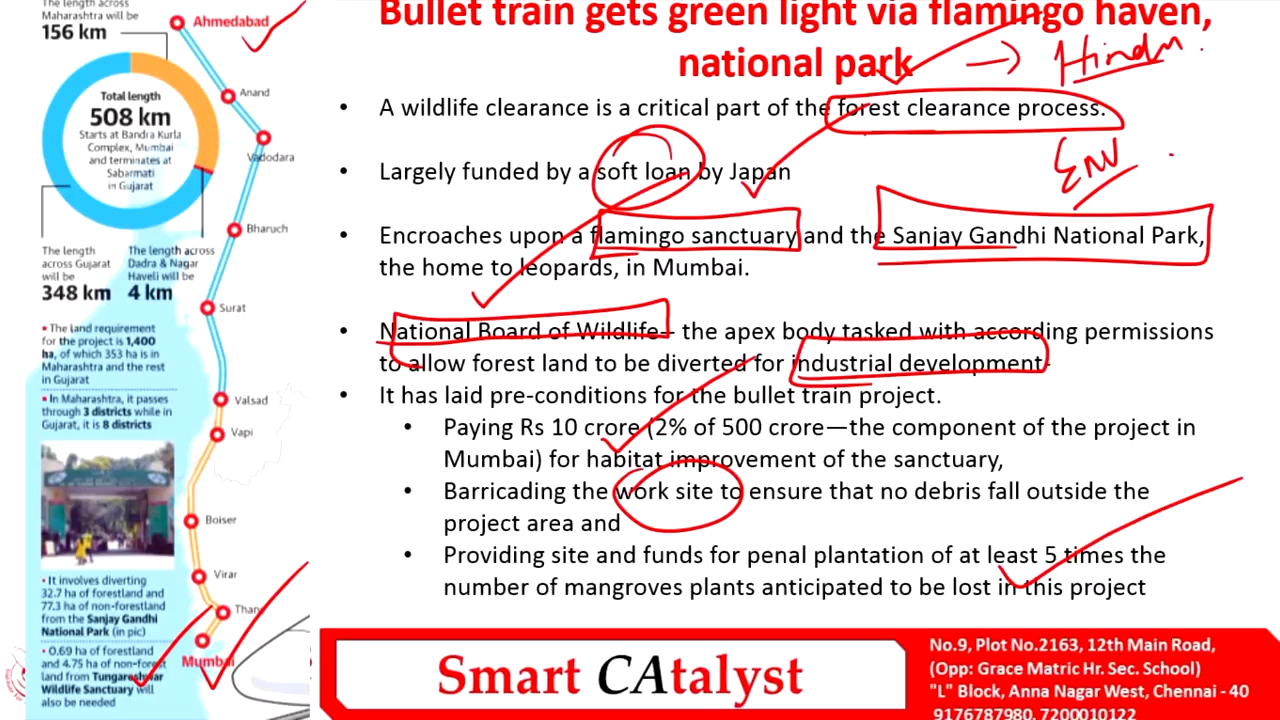 The length across
Maharashtra will be
156 km
Total length
508 km
Starts at Bandra Kurla
Complex, Mumbai
and terminates at
Sabarmati
in Gujarat
The length
across Gujarat
will be
348 km
The length across
Dadra & Nagar
Haveli will be
4 km
▪ The land requirement
for the project is 1,400
ha, of which 353 ha is in
Maharashtra and the rest
in Gujarat
▪ In Maharashtra, it passes
through 3 districts while in
Gujarat, it is 8 districts
▪ It involves diverting
32.7 ha of forestland and
77.3 ha of non-forestland
from the Sanjay Gandhi
National Park (in pic)
▪ 0.69 ha of forestland
and 4.75 ha of non-forest
land from Tungareshwar
Wildlife Sanctuary will
also be needed
Ahmedabad
Anand
Vadodara
Bharuch
Surat
Valsad
Vapi
Boiser
Virar
Thane
Mumbai
Bullet train gets green light via flamingo haven,
national park → Hindu
• A wildlife clearance is a critical part of the forest clearance process.
Env
• Largely funded by a soft loan by Japan
• Encroaches upon a flamingo sanctuary and the Sanjay Gandhi National Park,
the home to leopards, in Mumbai.
• National Board of Wildlife– the apex body tasked with according permissions
to allow forest land to be diverted for industrial development-
• It has laid pre-conditions for the bullet train project.
• Paying Rs 10 crore (2% of 500 crore—the component of the project in
Mumbai) for habitat improvement of the sanctuary,
• Barricading the work site to ensure that no debris fall outside the
project area and
• Providing site and funds for penal plantation of at least 5 times the
number of mangroves plants anticipated to be lost in this project
Smart CAtalyst
No.9, Plot No.2163, 12th Main Road,
(Opp: Grace Matric Hr. Sec. School)
"L" Block, Anna Nagar West, Chennai - 40
9176787980, 7200010122